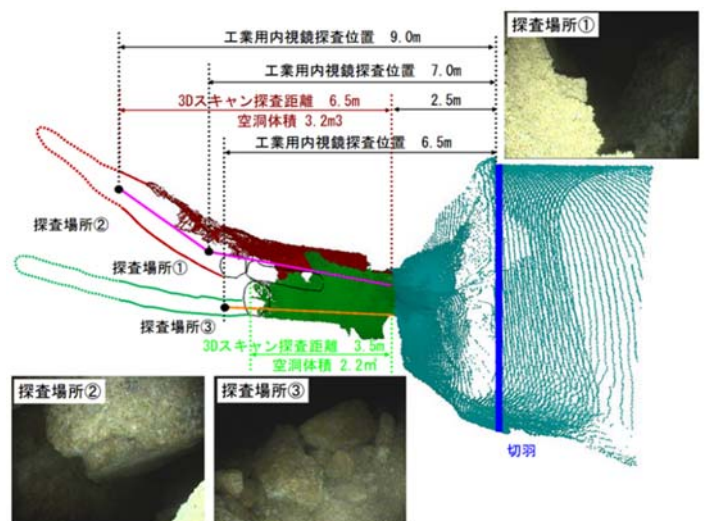 探査場所①
工業用内視鏡探査位置 9.0m
工業用内視鏡探査位置 7.0m
3Dスキャン探査距離 6.5m
2.5m
空洞体積 3.2m3
工業用内視鏡探査位置 6.5m
探査場所②
探査場所①
探査場所③
3Dスキャン探査距離 3.5m
空洞体積 2.2㎥
探査場所②
探査場所③
切羽